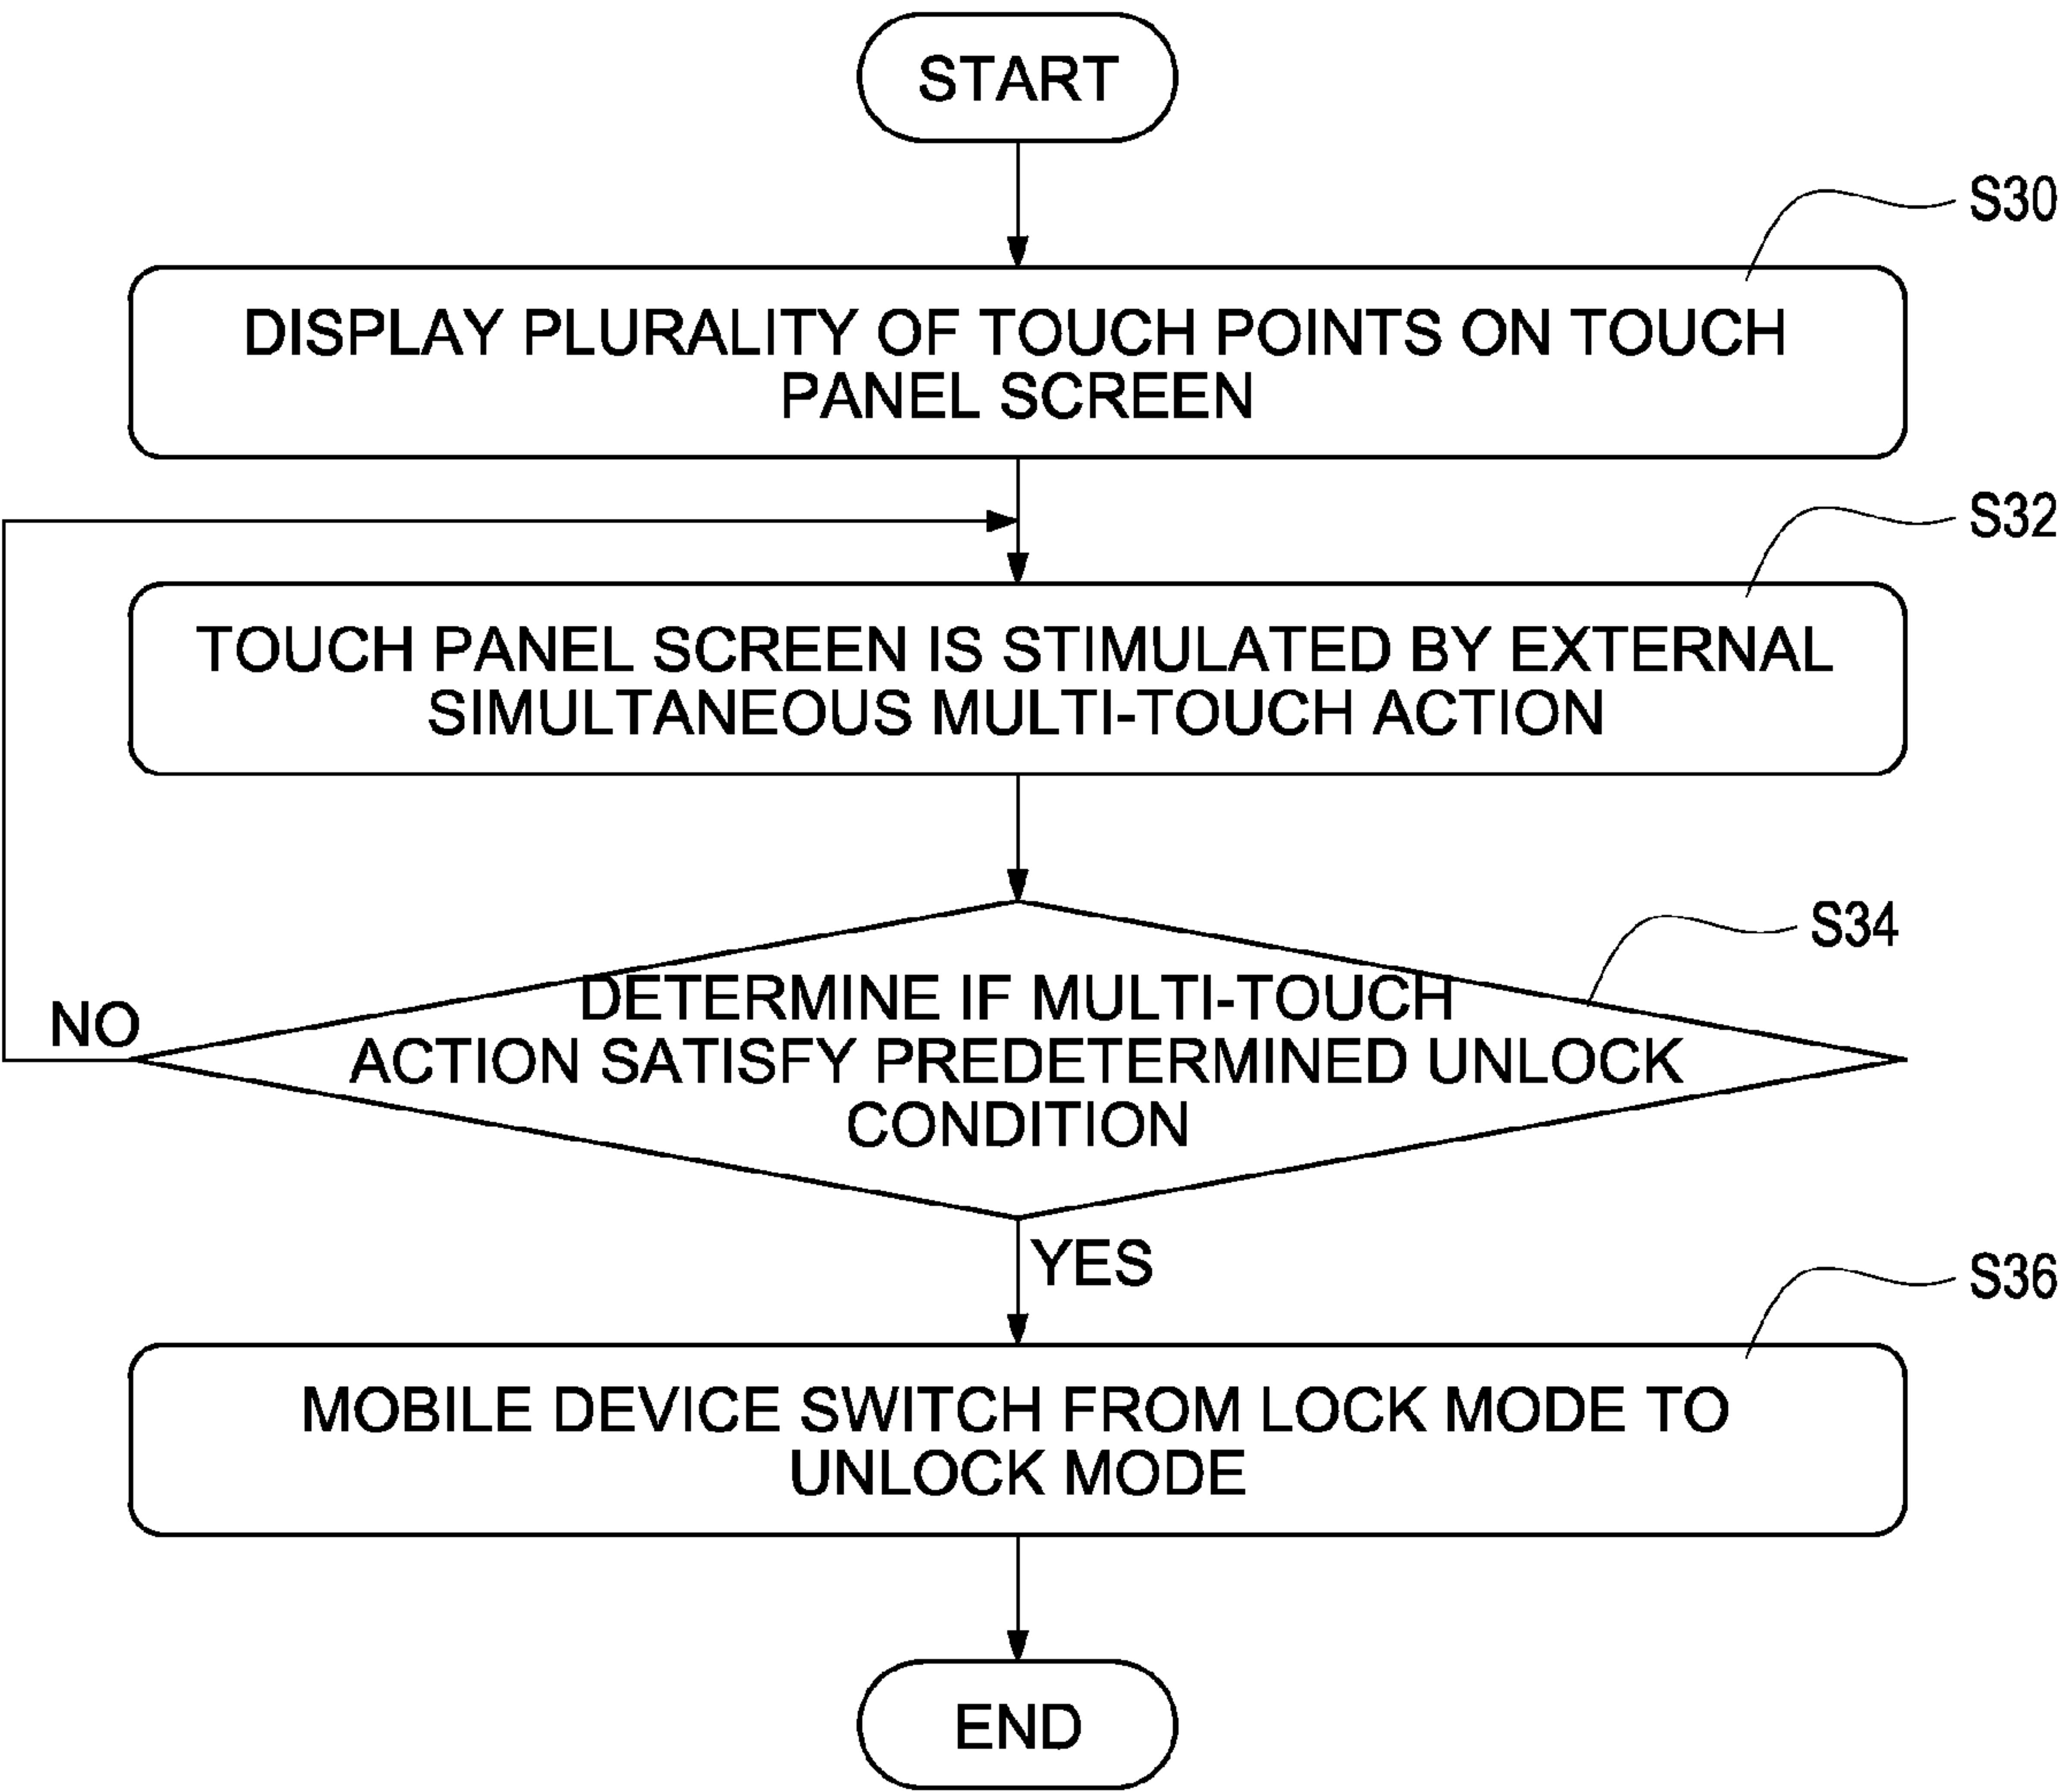 START
S30
DISPLAY PLURALITY OF TOUCH POINTS ON TOUCH
PANEL SCREEN
S32
TOUCH PANEL SCREEN IS STIMULATED BY EXTERNAL
SIMULTANEOUS MULTI-TOUCH ACTION
S34
DETERMINE IF MULTI-TOUCH
NO
ACTION SATISFY PREDETERMINED UNLOCK
CONDITION
YES
S36
MOBILE DEVICE SWITCH FROM LOCK MODE TO
UNLOCK MODE
END